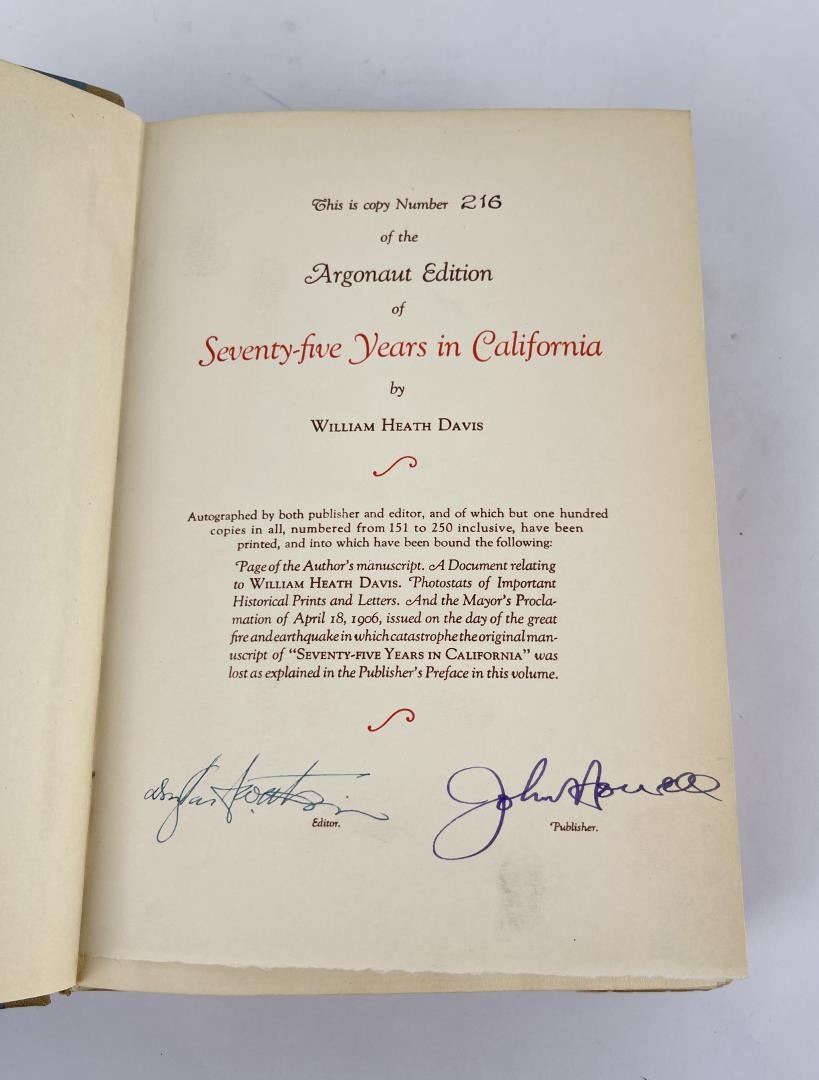 This is copy Number 216
of the
Argonaut Edition
of
Seventy-five Years in California
by
WILLIAM HEATH DAVIS
Autographed by both publisher and editor, and of which but one hundred
copies in all, numbered from 151 to 250 inclusive, have been
printed, and into which have been bound the following:
Page of the Author's manuscript. A Document relating
to WILLIAM HEATH DAVIS. Photostats of Important
Historical Prints and Letters. And the Mayor's Procla-
mation of April 18, 1906, issued on the day of the great
fire and earthquake in which catastrophe the original man-
uscript of "SEVENTY-FIVE YEARS IN CALIFORNIA" was
lost as explained in the Publisher's Preface in this volume.
Douglas S Watson
John Howell
Editor.
Publisher.